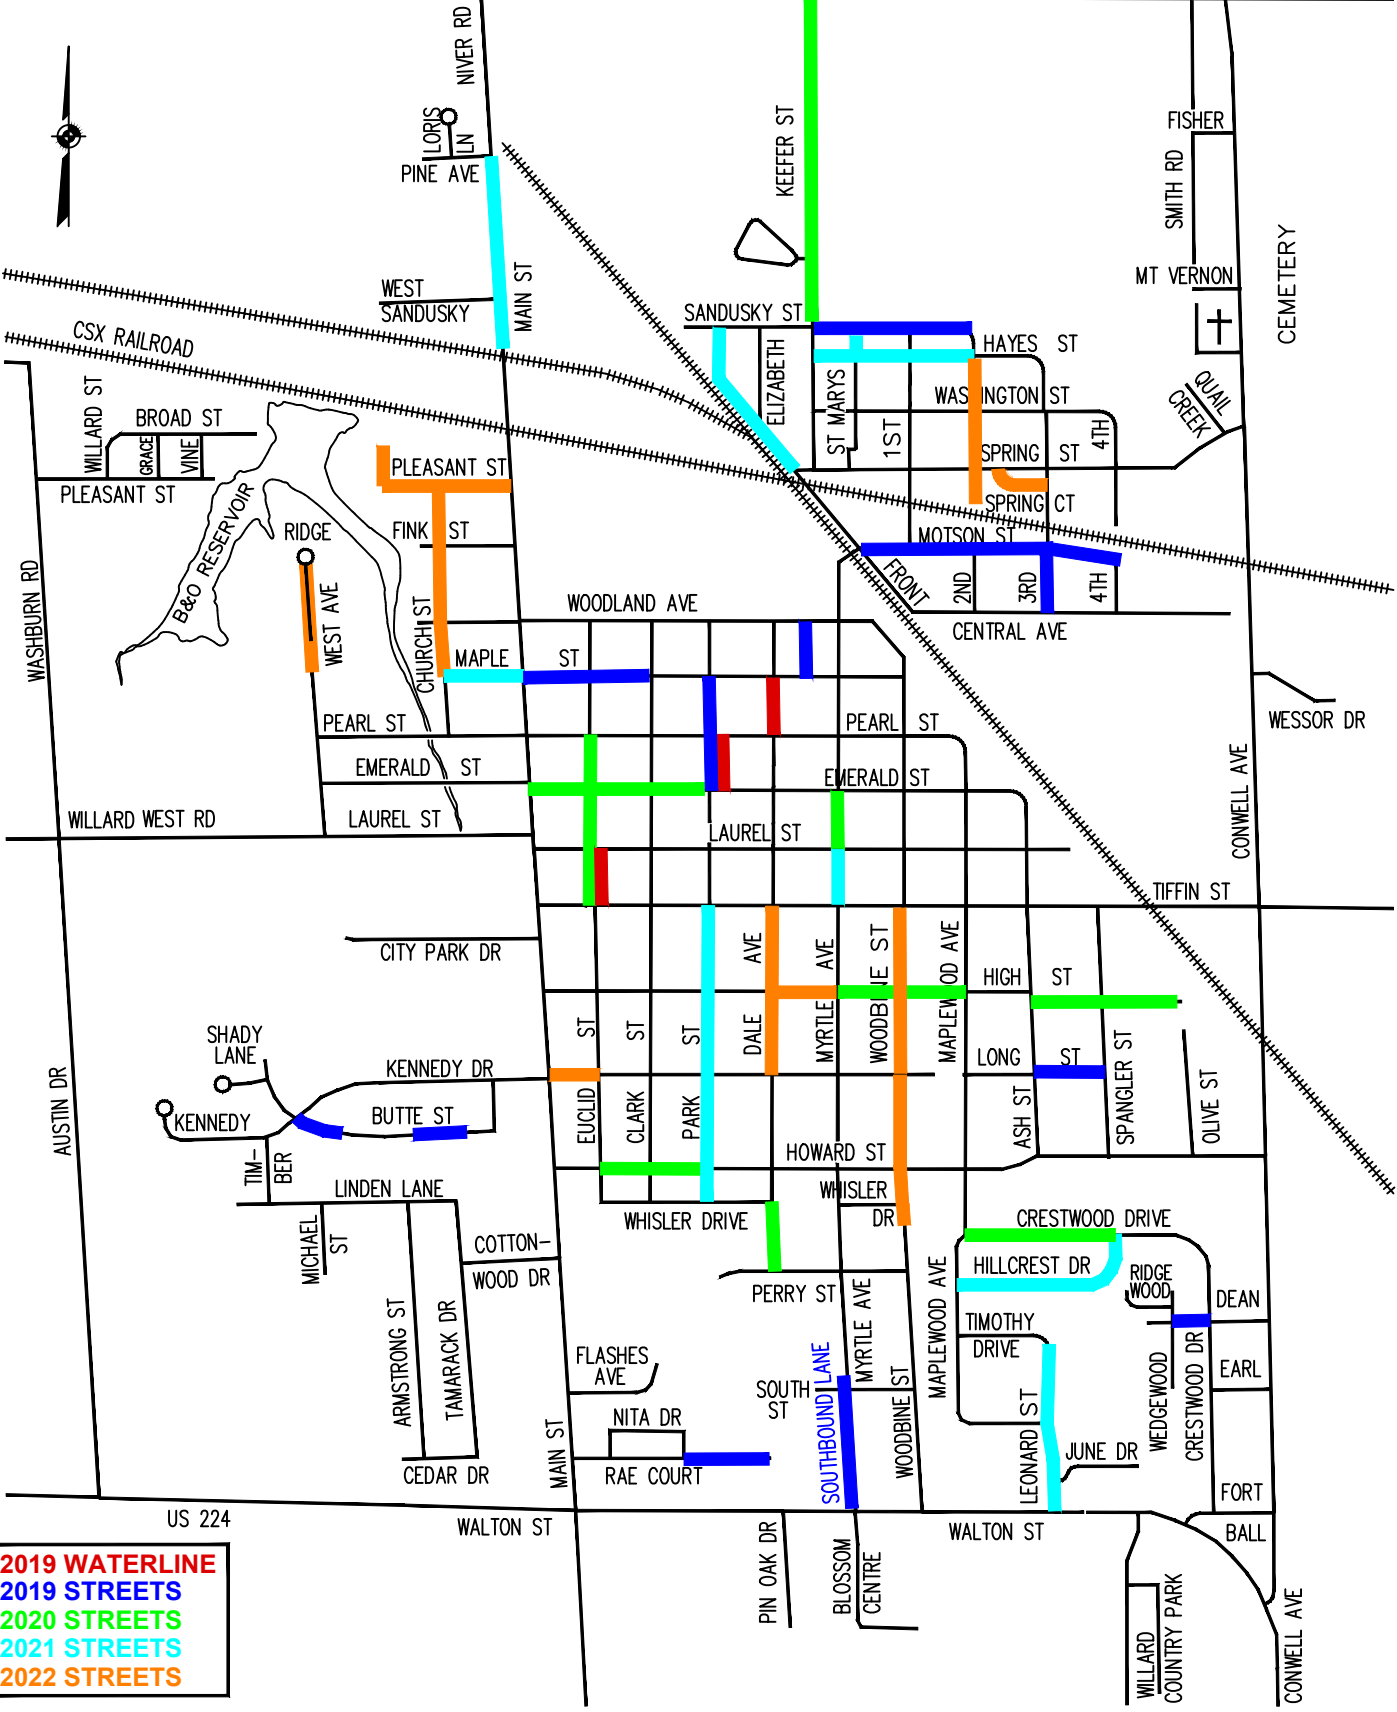 NIVER RD
LORIS
LN
PINE AVE
KEEFER ST
FISHER
SMITH RD
MT VERNON
CEMETERY
WEST
SANDUSKY
MAIN ST
SANDUSKY ST
CSX RAILROAD
HAYES ST
ELIZABETH
ST MARYS
1ST
WASHINGTON ST
4TH
QUAIL
CREEK
WILLARD ST
BROAD ST
GRACE
VINE
PLEASANT ST
PLEASANT ST
SPRING ST
SPRING CT
B&O RESERVOIR
RIDGE
FINK ST
MOTSON ST
FRONT
2ND
3RD
4TH
WASHBURN RD
WEST AVE
CHURCH ST
WOODLAND AVE
CENTRAL AVE
MAPLE ST
PEARL ST
PEARL ST
WESSOR DR
EMERALD ST
EMERALD ST
CONWELL AVE
WILLARD WEST RD
LAUREL ST
LAUREL ST
TIFFIN ST
CITY PARK DR
DALE AVE
MYRTLE AVE
WOODBINE ST
MAPLEWOOD AVE
HIGH ST
SHADY
LANE
KENNEDY DR
EUCLID ST
CLARK ST
PARK ST
LONG ST
ASH ST
SPANGLER ST
OLIVE ST
AUSTIN DR
KENNEDY
BUTTE ST
TIM-
BER
HOWARD ST
LINDEN LANE
WHISLER
DR
WHISLER DRIVE
CRESTWOOD DRIVE
MICHAEL
ST
COTTON-
WOOD DR
HILLCREST DR
RIDGE
WOOD
DEAN
PERRY ST
MYRTLE AVE
MAPLEWOOD AVE
ARMSTRONG ST
TAMARACK DR
TIMOTHY
DRIVE
FLASHES
AVE
SOUTH
ST
SOUTHBOUND LANE
WOODBINE ST
WEDGEWOOD
CRESTWOOD DR
EARL
NITA DR
MAIN ST
RAE COURT
LEONARD ST
JUNE DR
CEDAR DR
FORT
BALL
US 224
WALTON ST
WALTON ST
PIN OAK DR
BLOSSOM
CENTRE
WILLARD
COUNTRY PARK
CONWELL AVE
2019 WATERLINE
2019 STREETS
2020 STREETS
2021 STREETS
2022 STREETS